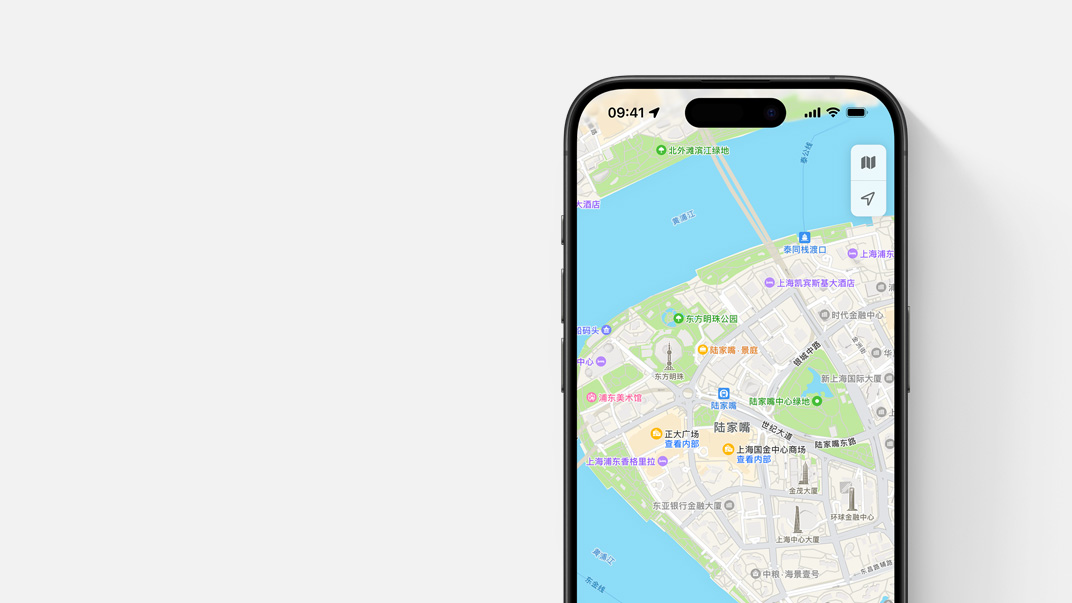 09:41
北外滩滨江绿地
泰公线
大酒店
黄浦江
泰同栈渡口
上海浦东
上海凯宾斯基大酒店
东方明珠公园
时代金融中心
船码头
陆家嘴·景庭
银城中路
中心
东方明珠
新上海国际大厦
浦东美术馆
陆家嘴
陆家嘴中心绿地
陆家嘴
世纪大道
正大广场
查看内部
陆家嘴东路
上海国金中心商场
查看内部
上海浦东香格里拉
金茂大厦
东亚银行金融大厦
环球金融中心
上海中心大厦
黄浦江
中粮·海景壹号
东昌路辅路
东金线